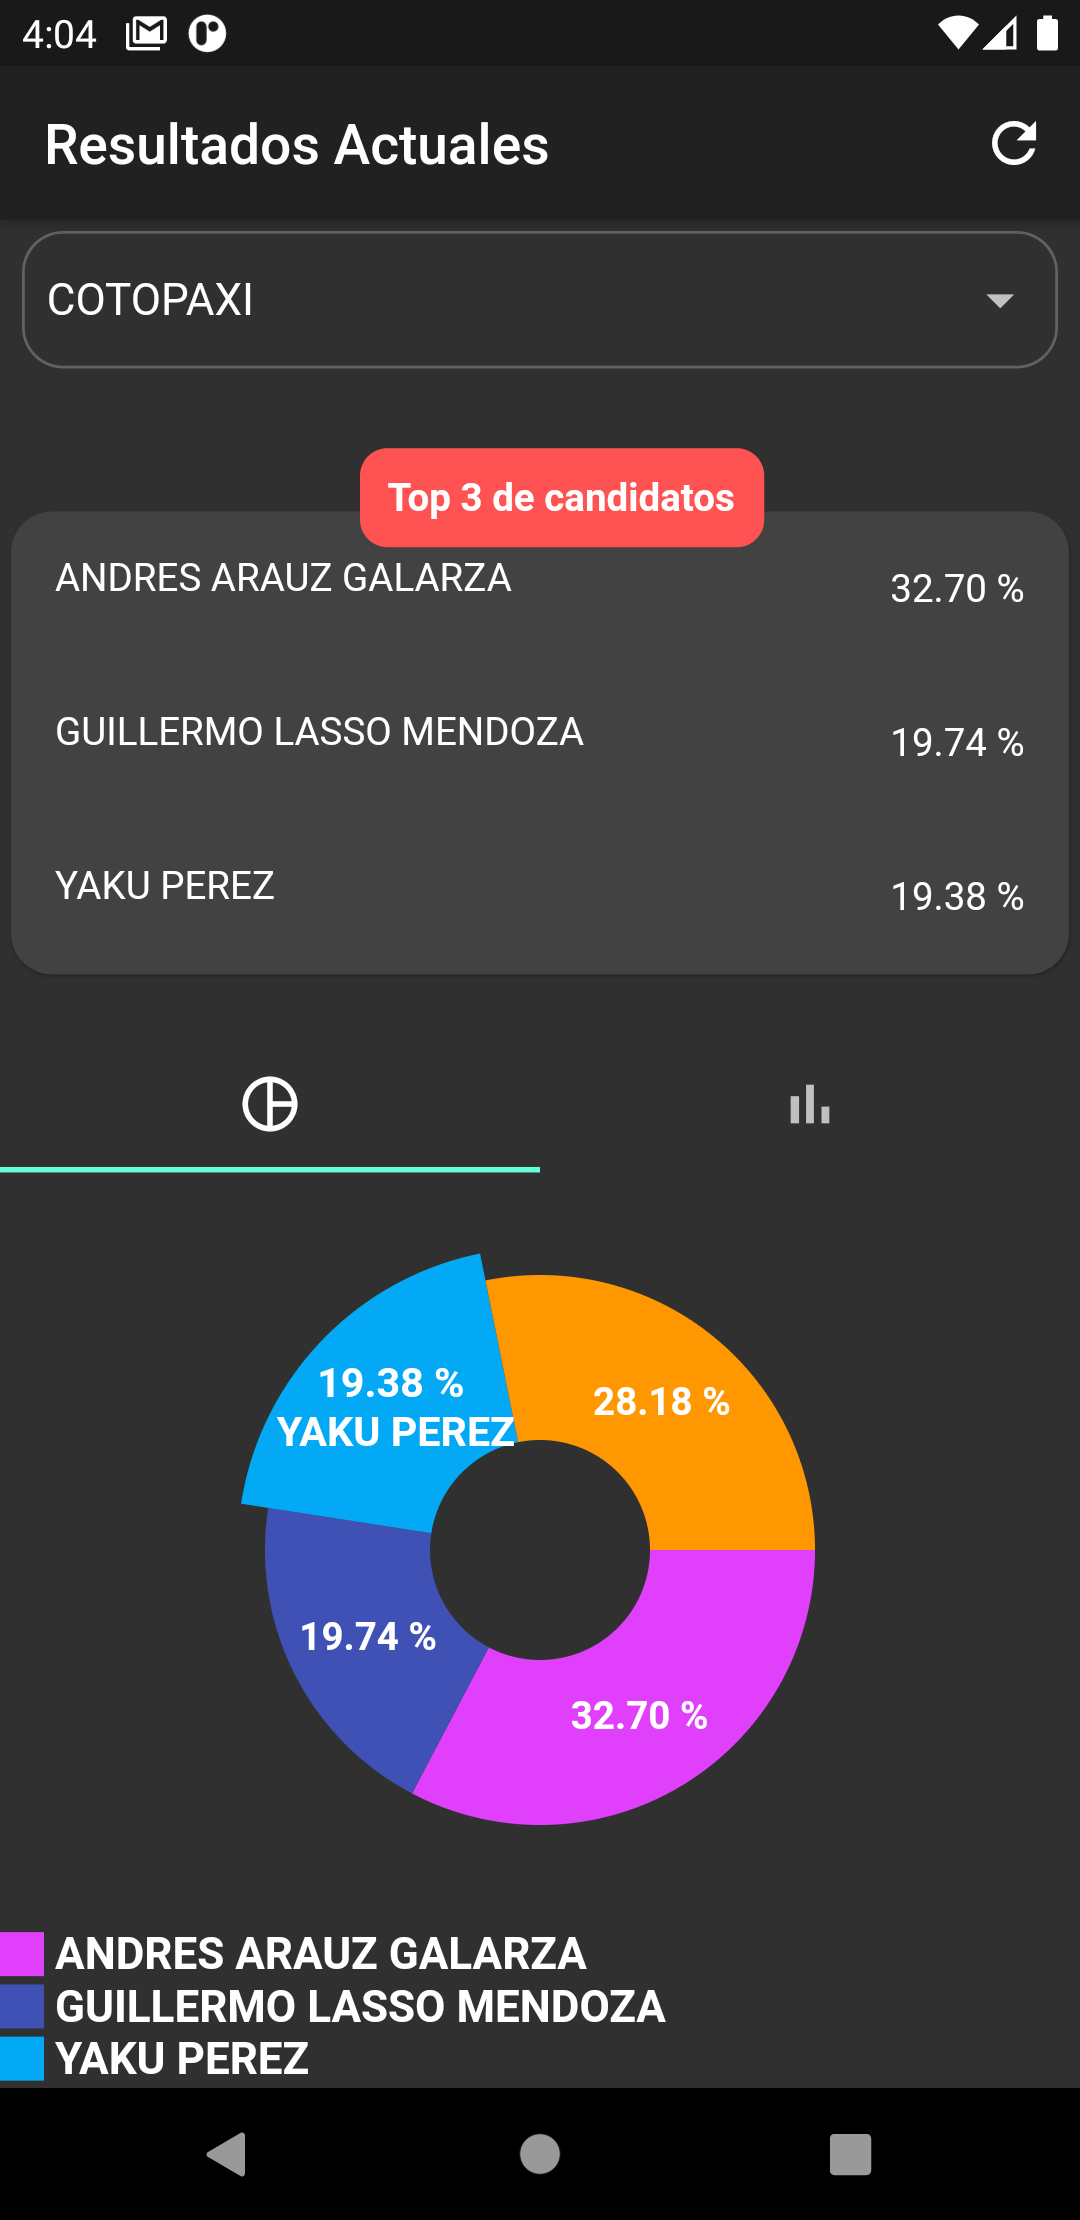 4:04
Resultados Actuales
COTOPAXI
Top 3 de candidatos
ANDRES ARAUZ GALARZA 32.70 %
GUILLERMO LASSO MENDOZA 19.74 %
YAKU PEREZ 19.38 %
19.38 %
YAKU PEREZ
28.18 %
19.74 %
32.70 %
ANDRES ARAUZ GALARZA
GUILLERMO LASSO MENDOZA
YAKU PEREZ